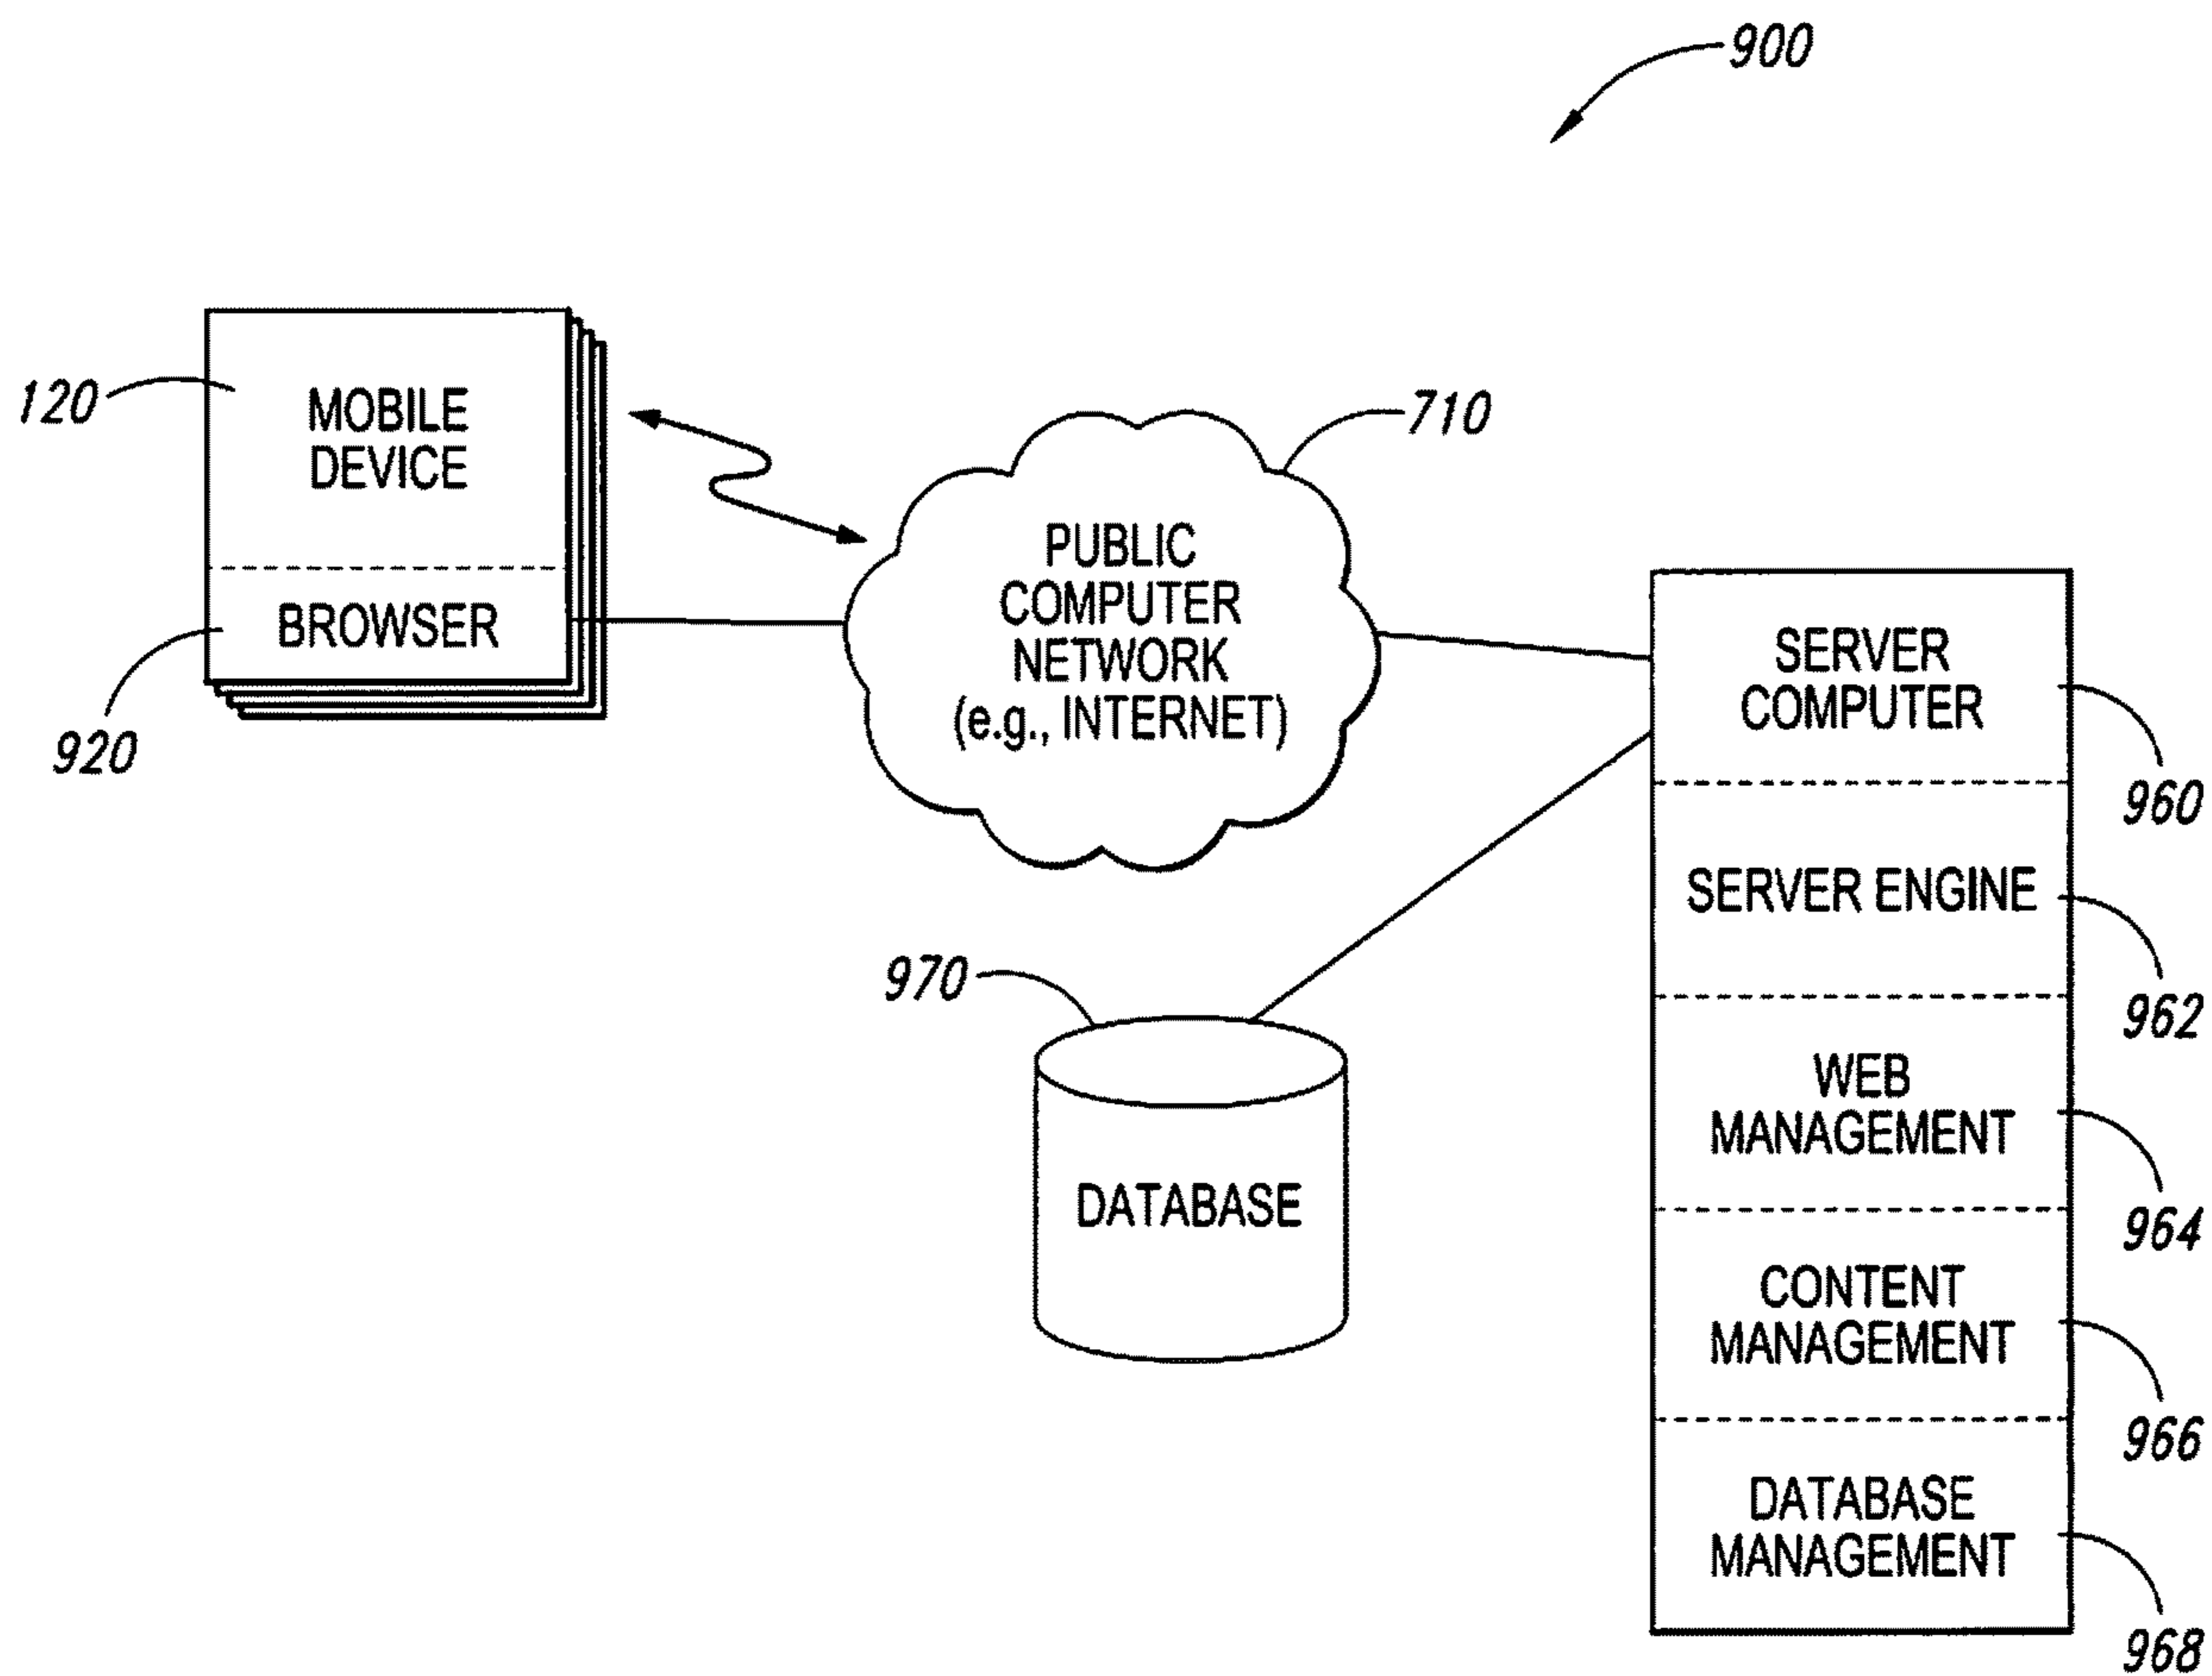 900
120
MOBILE
DEVICE
BROWSER
920
710
PUBLIC
COMPUTER
NETWORK
(e.g., INTERNET)
SERVER
COMPUTER
960
SERVER ENGINE
962
970
DATABASE
WEB
MANAGEMENT
964
CONTENT
MANAGEMENT
966
DATABASE
MANAGEMENT
968